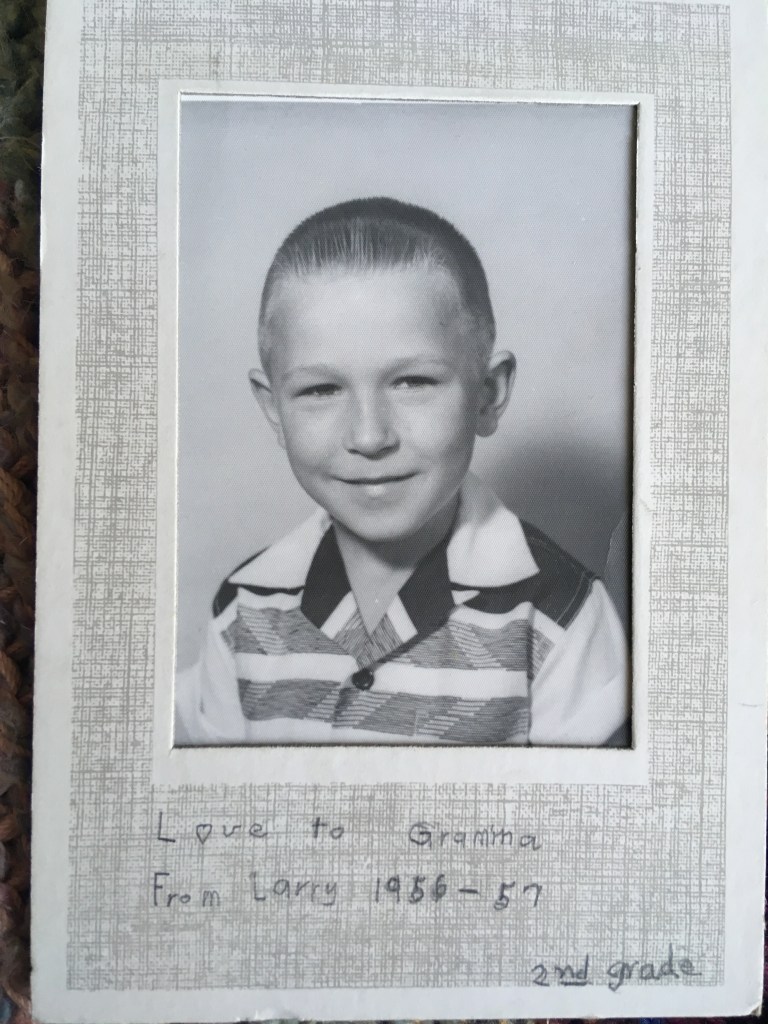 Love to Gramma
From Larry 1956-57
2nd grade